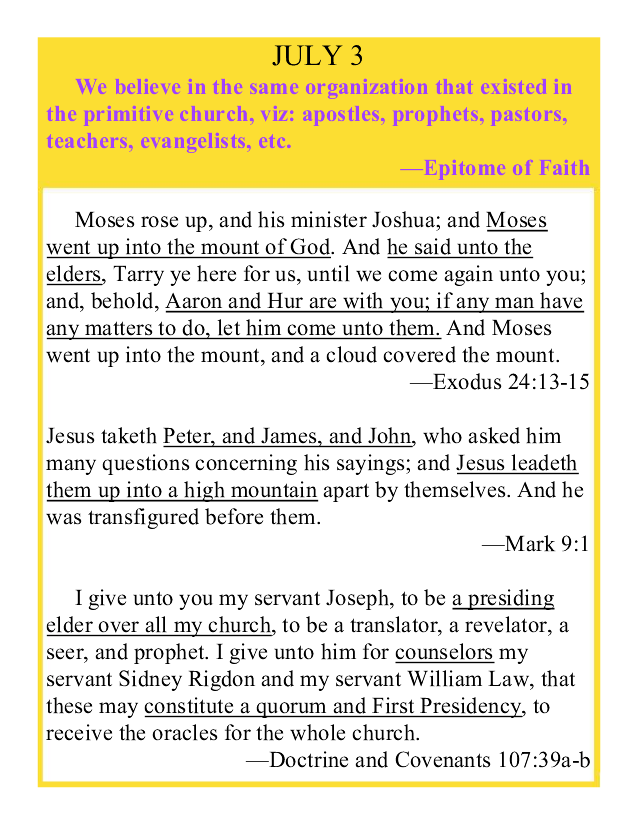 JULY 3
We believe in the same organization that existed in
the primitive church, viz: apostles, prophets, pastors,
teachers, evangelists, etc.
—Epitome of Faith
Moses rose up, and his minister Joshua; and Moses
went up into the mount of God. And he said unto the
elders, Tarry ye here for us, until we come again unto you;
and, behold, Aaron and Hur are with you; if any man have
any matters to do, let him come unto them. And Moses
went up into the mount, and a cloud covered the mount.
—Exodus 24:13-15
Jesus taketh Peter, and James, and John, who asked him
many questions concerning his sayings; and Jesus leadeth
them up into a high mountain apart by themselves. And he
was transfigured before them.
—Mark 9:1
I give unto you my servant Joseph, to be a presiding
elder over all my church, to be a translator, a revelator, a
seer, and prophet. I give unto him for counselors my
servant Sidney Rigdon and my servant William Law, that
these may constitute a quorum and First Presidency, to
receive the oracles for the whole church.
—Doctrine and Covenants 107:39a-b